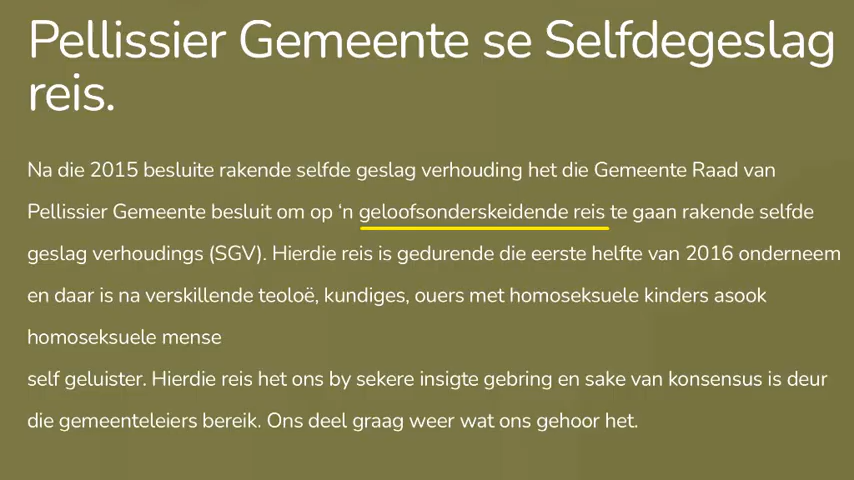 Pellissier Gemeente se Selfdegeslag
reis.
Na die 2015 besluite rakende selfde geslag verhouding het die Gemeente Raad van
Pellissier Gemeente besluit om op ‘n geloofsonderskeidende reis te gaan rakende selfde
geslag verhoudings (SGV). Hierdie reis is gedurende die eerste helfte van 2016 onderneem
en daar is na verskillende teoloë, kundiges, ouers met homoseksuele kinders asook
homoseksuele mense
self geluister. Hierdie reis het ons by sekere insigte gebring en sake van konsensus is deur
die gemeenteleiers bereik. Ons deel graag weer wat ons gehoor het.